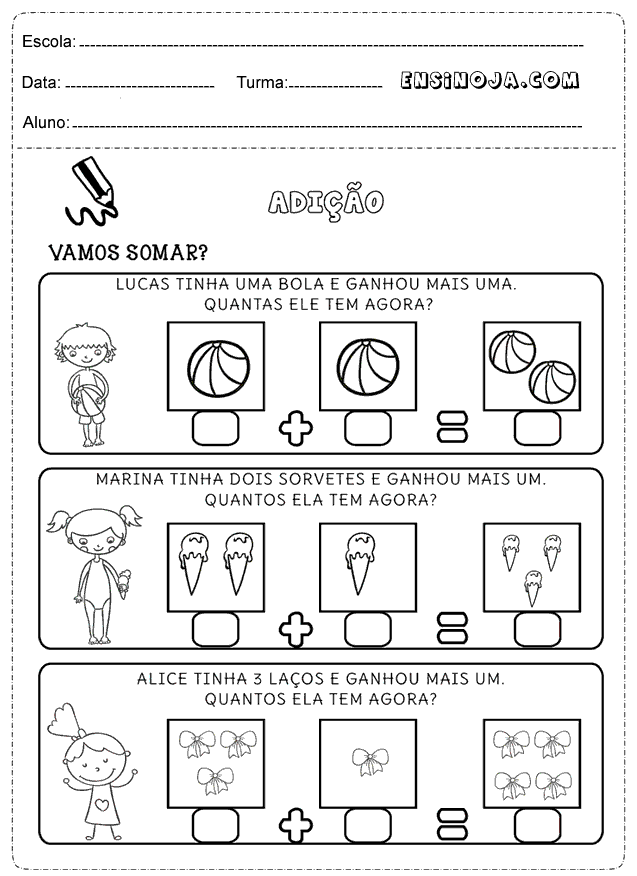 Escola:
Data: Turma: ENSINOJA.COM
Aluno:
ADIÇÃO
VAMOS SOMAR?
LUCAS TINHA UMA BOLA E GANHOU MAIS UMA.
QUANTAS ELE TEM AGORA?
+ =
MARINA TINHA DOIS SORVETES E GANHOU MAIS UM.
QUANTOS ELA TEM AGORA?
+ =
ALICE TINHA 3 LAÇOS E GANHOU MAIS UM.
QUANTOS ELA TEM AGORA?
+ =